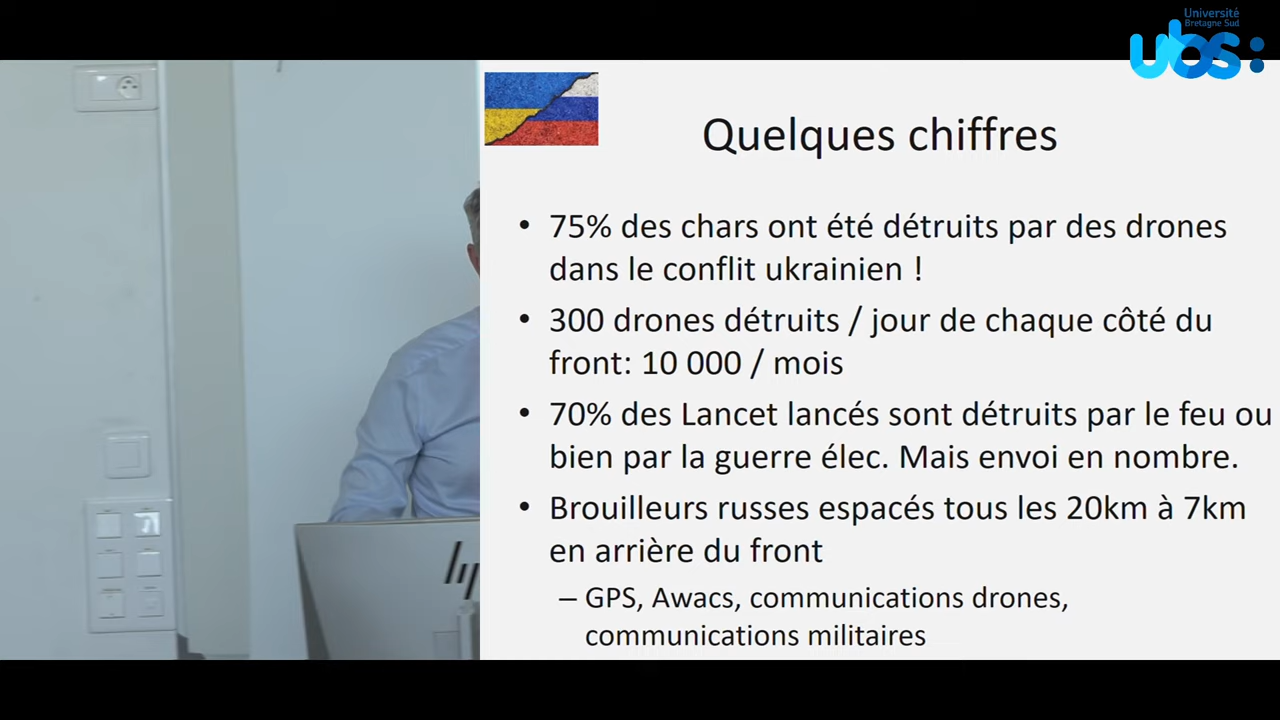 Université
Bretagne Sud
ubs:
Quelques chiffres
• 75% des chars ont été détruits par des drones
dans le conflit ukrainien !
• 300 drones détruits / jour de chaque côté du
front: 10 000 / mois
• 70% des Lancet lancés sont détruits par le feu ou
bien par la guerre élec. Mais envoi en nombre.
• Brouilleurs russes espacés tous les 20km à 7km
en arrière du front
– GPS, Awacs, communications drones,
communications militaires
hp